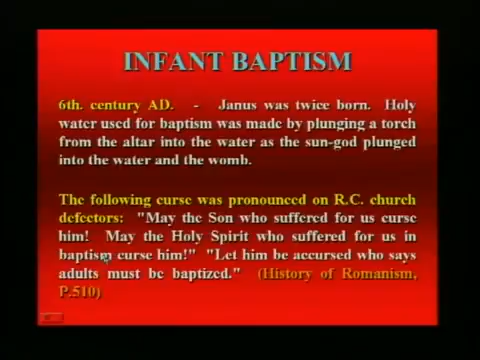 INFANT BAPTISM
6th. century AD. - Janus was twice born. Holy
water used for baptism was made by plunging a torch
from the altar into the water as the sun-god plunged
into the water and the womb.
The following curse was pronounced on R.C. church
defectors: "May the Son who suffered for us curse
him! May the Holy Spirit who suffered for us in
baptism curse him!" "Let him be accursed who says
adults must be baptized." (History of Romanism,
P.510)